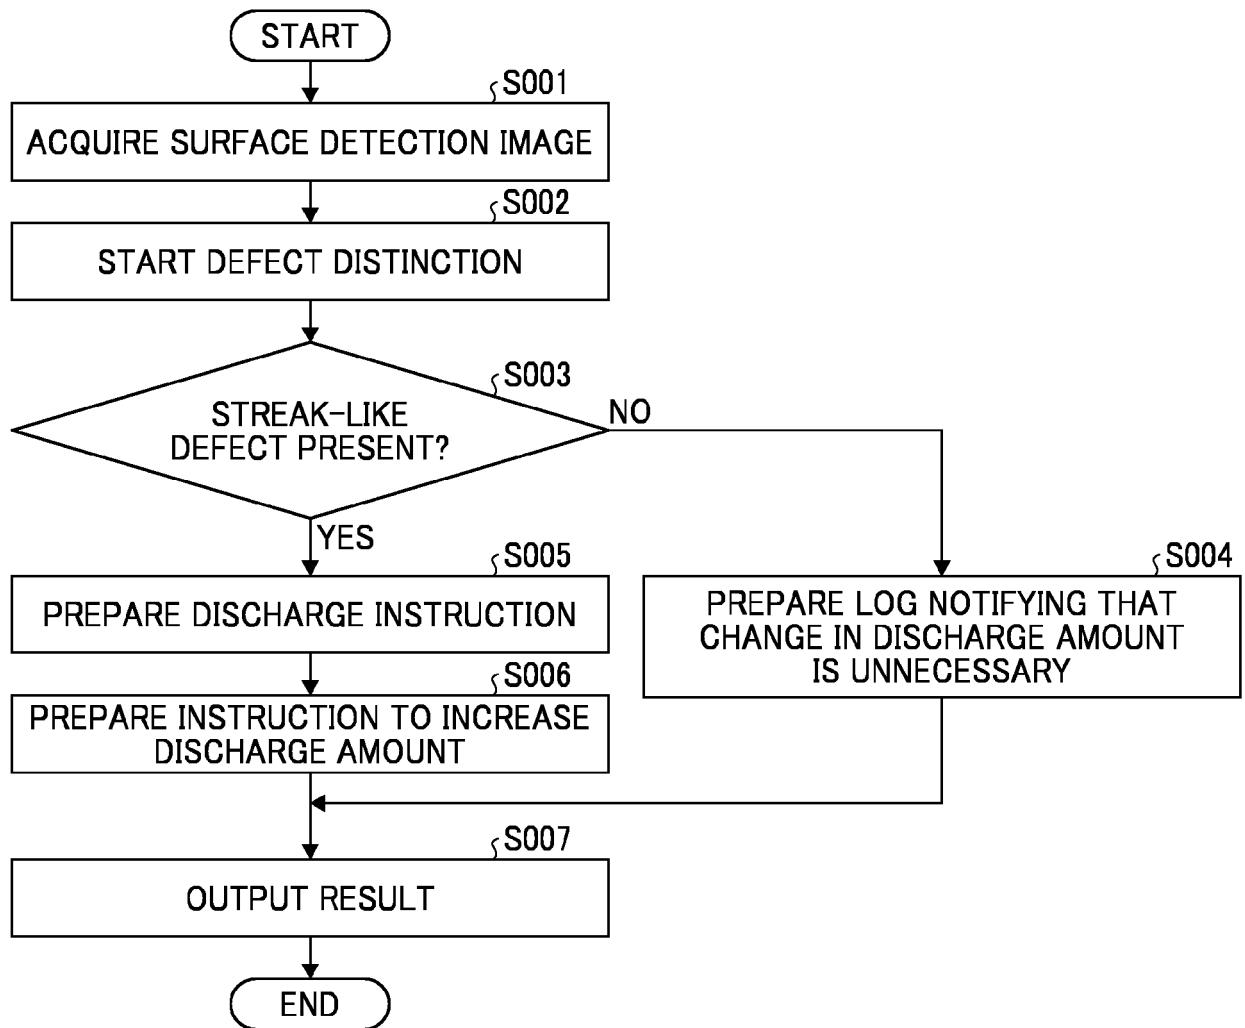 START
S001
ACQUIRE SURFACE DETECTION IMAGE
S002
START DEFECT DISTINCTION
S003
STREAK-LIKE
DEFECT PRESENT?
NO
YES
S005
PREPARE DISCHARGE INSTRUCTION
S004
PREPARE LOG NOTIFYING THAT
CHANGE IN DISCHARGE AMOUNT
IS UNNECESSARY
S006
PREPARE INSTRUCTION TO INCREASE
DISCHARGE AMOUNT
S007
OUTPUT RESULT
END